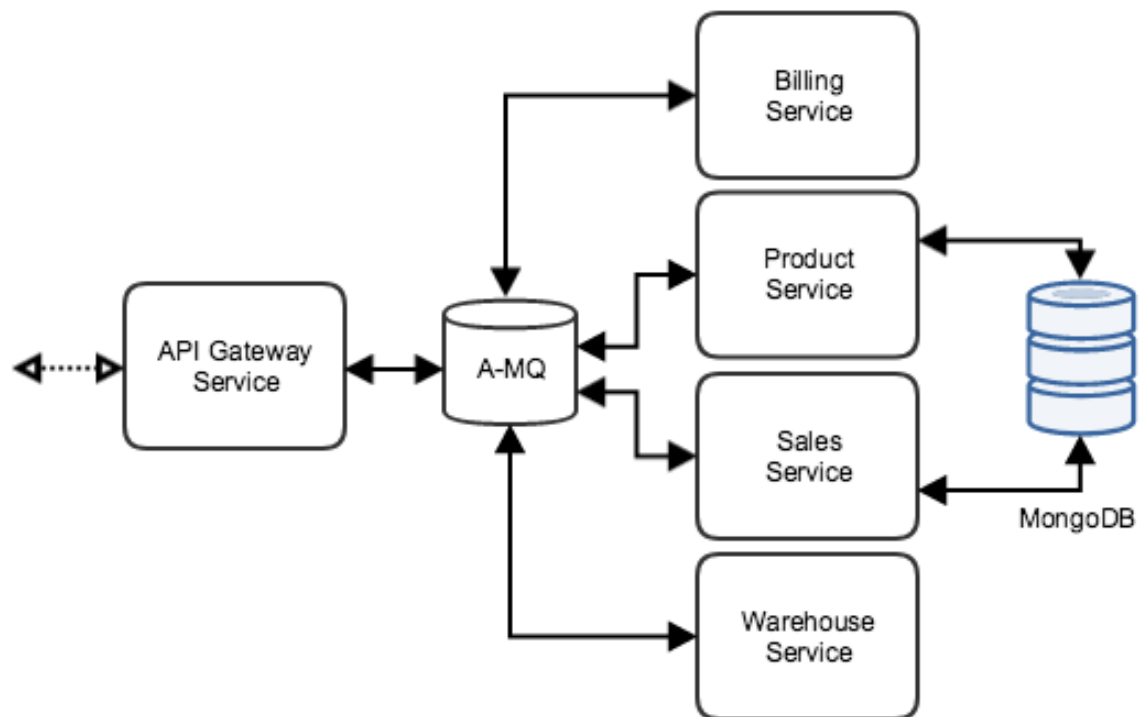 Billing
Service
Product
Service
API Gateway
Service
A-MQ
Sales
Service
MongoDB
Warehouse
Service